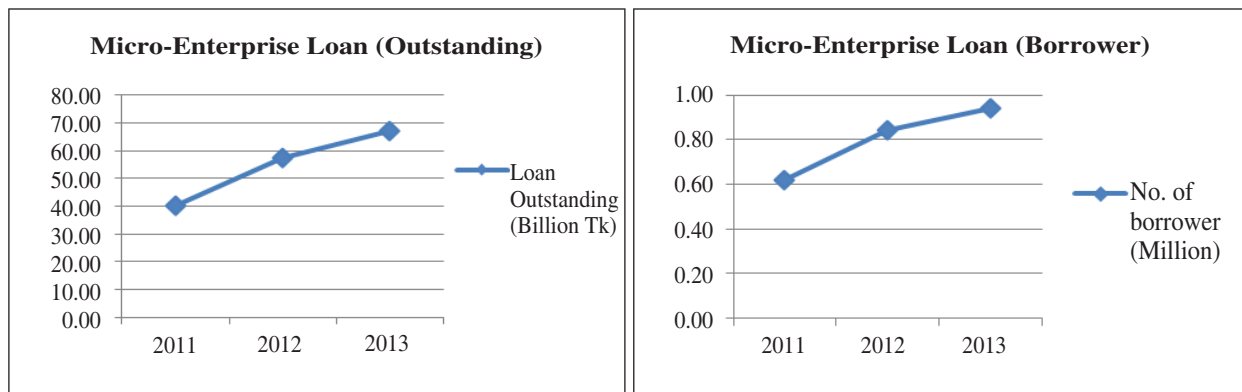 Micro-Enterprise Loan (Outstanding)
80.00
70.00
60.00
50.00
40.00
30.00
20.00
10.00
0.00
2011 2012 2013
Loan
Outstanding
(Billion Tk)
Micro-Enterprise Loan (Borrower)
1.00
0.80
0.60
0.40
0.20
0.00
2011 2012 2013
No. of
borrower
(Million)